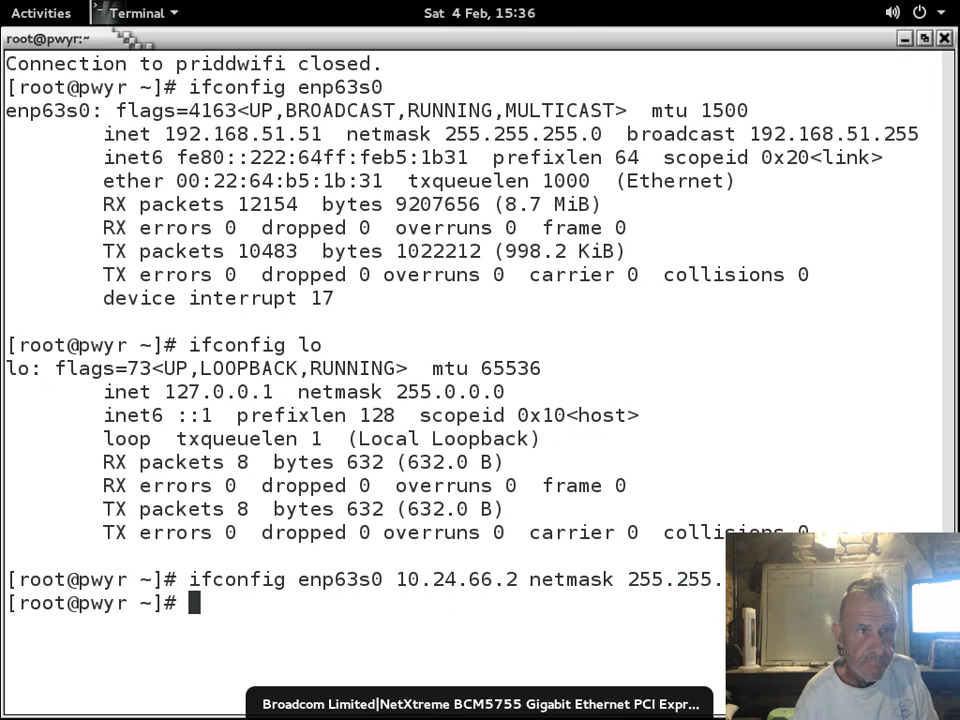 Activities
Terminal
Sat 4 Feb, 15:36
root@pwyr:~
Connection to priddwifi closed.
[root@pwyr ~]# ifconfig enp63s0
enp63s0: flags=4163<UP,BROADCAST,RUNNING,MULTICAST>  mtu 1500
        inet 192.168.51.51  netmask 255.255.255.0  broadcast 192.168.51.255
        inet6 fe80::222:64ff:feb5:1b31  prefixlen 64  scopeid 0x20<link>
        ether 00:22:64:b5:1b:31  txqueuelen 1000  (Ethernet)
        RX packets 12154  bytes 9207656 (8.7 MiB)
        RX errors 0  dropped 0  overruns 0  frame 0
        TX packets 10483  bytes 1022212 (998.2 KiB)
        TX errors 0  dropped 0 overruns 0  carrier 0  collisions 0
        device interrupt 17
[root@pwyr ~]# ifconfig lo
lo: flags=73<UP,LOOPBACK,RUNNING>  mtu 65536
        inet 127.0.0.1  netmask 255.0.0.0
        inet6 ::1  prefixlen 128  scopeid 0x10<host>
        loop  txqueuelen 1  (Local Loopback)
        RX packets 8  bytes 632 (632.0 B)
        RX errors 0  dropped 0  overruns 0  frame 0
        TX packets 8  bytes 632 (632.0 B)
        TX errors 0  dropped 0 overruns 0  carrier 0  collisions 0
[root@pwyr ~]# ifconfig enp63s0 10.24.66.2 netmask 255.255.
[root@pwyr ~]#
Broadcom Limited|NetXtreme BCM5755 Gigabit Ethernet PCI Expr...